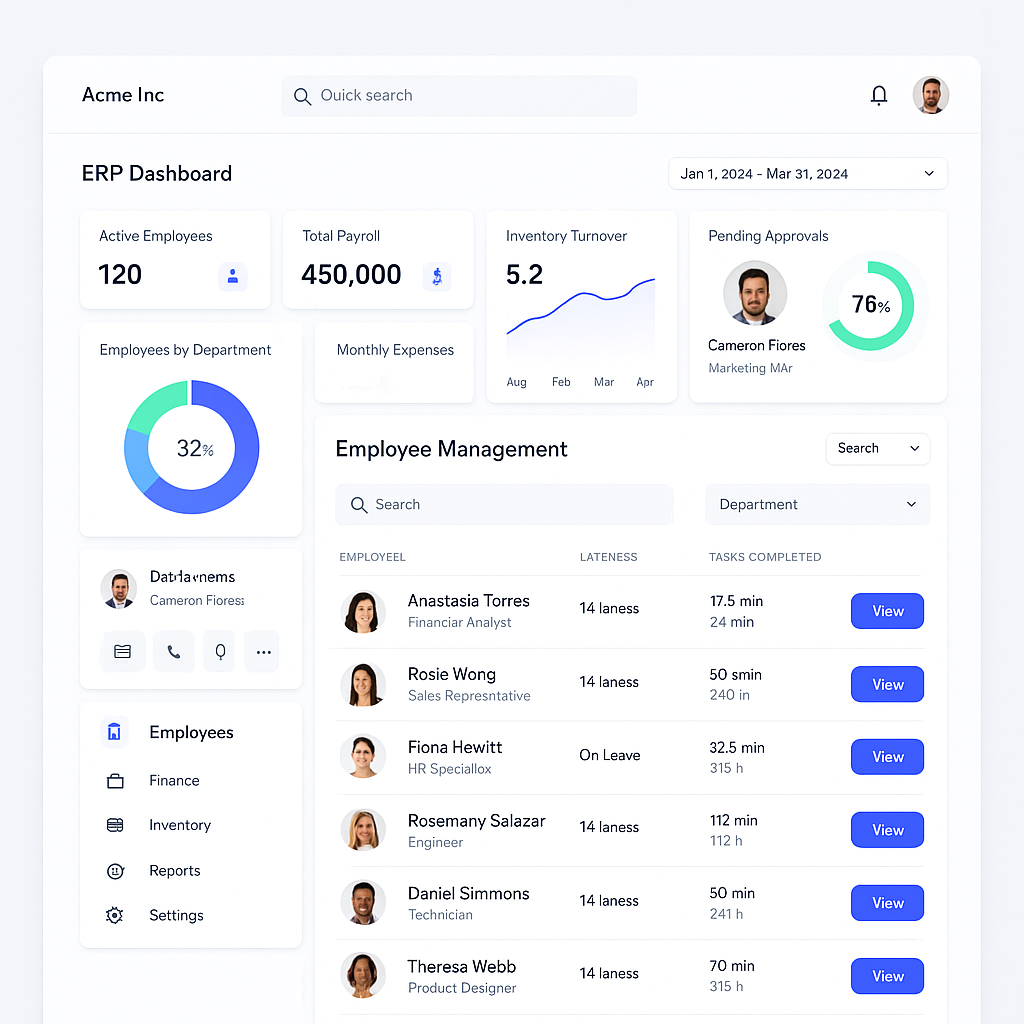 Acme Inc
Ouick search
ERP Dashboard
Jan 1, 2024 - Mar 31, 2024
Active Employees
120
Total Payroll
450,000
Inventory Turnover
5.2
Aug Feb Mar Apr
Pending Approvals
76%
Cameron Fiores
Marketing MAr
Employees by Department
32%
Monthly Expenses
Employee Management
Search
Search
Department
EMPLOYEEL LATENESS TASKS COMPLETED
Anastasia Torres
Financiar Analyst
14 laness
17.5 min
24 min
View
Rosie Wong
Sales Represntative
14 laness
50 smin
240 in
View
Fiona Hewitt
HR Speciallox
On Leave
32.5 min
315 h
View
Rosemany Salazar
Engineer
14 laness
112 min
112 h
View
Daniel Simmons
Technician
14 laness
50 min
241 h
View
Theresa Webb
Product Designer
14 laness
70 min
315 h
View
Cameron
Employees
Finance
Inventory
Reports
Settings